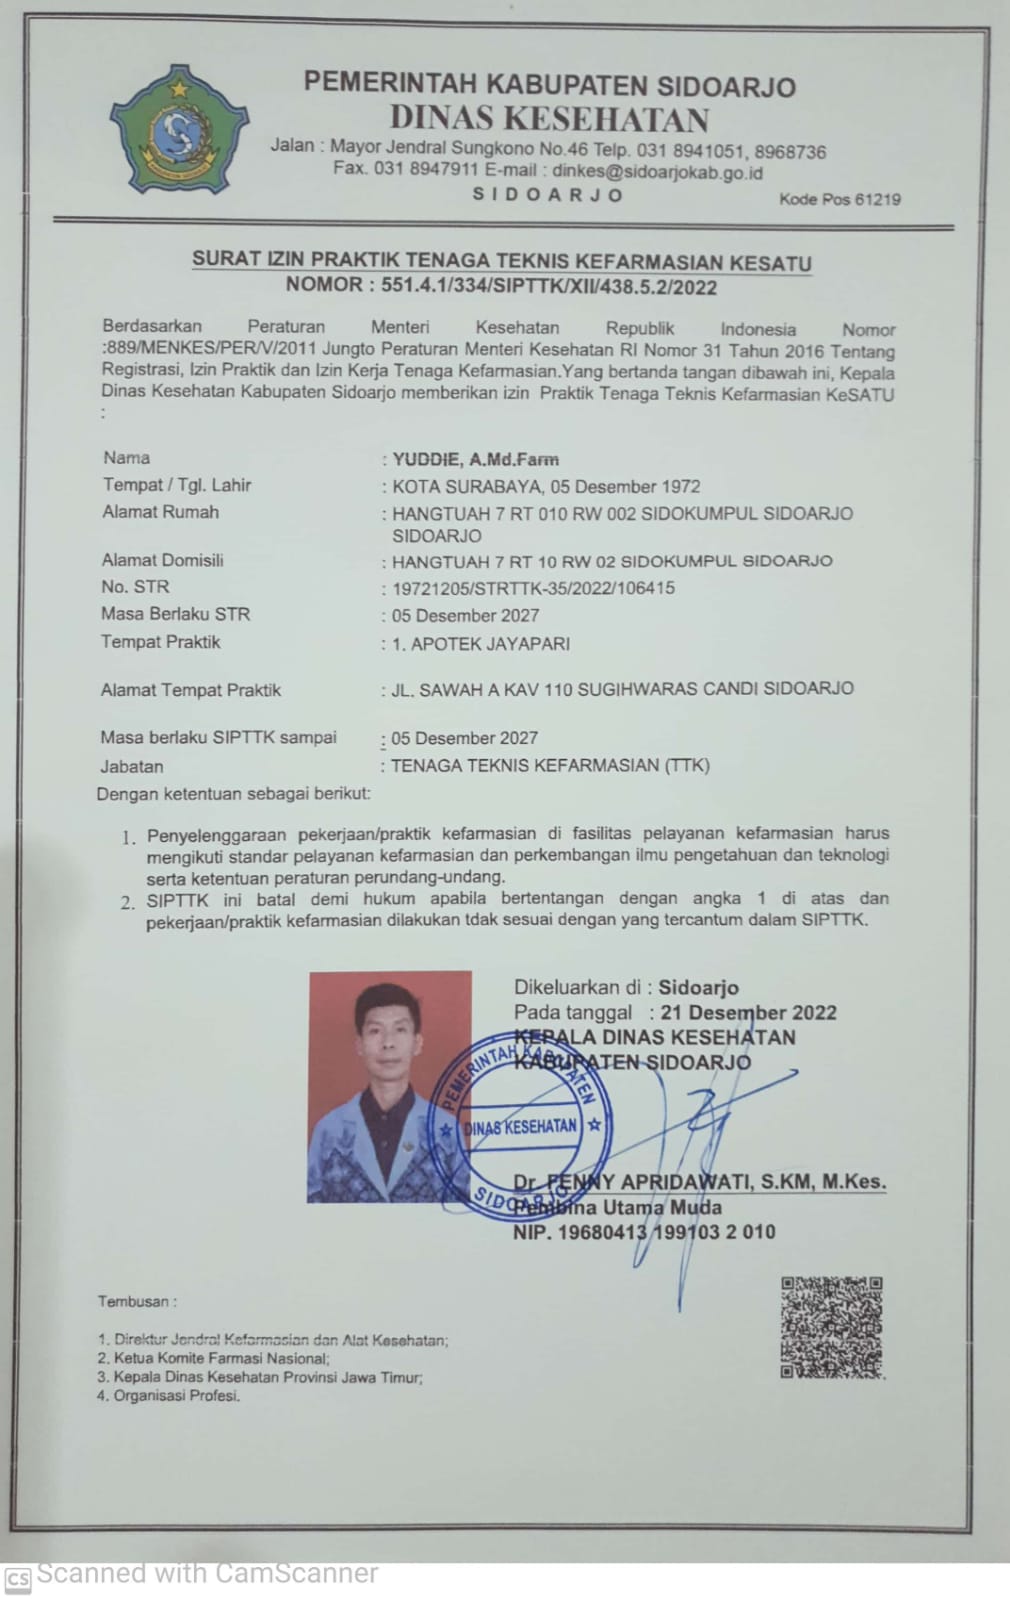 PEMERINTAH KABUPATEN SIDOARJO
DINAS KESEHATAN
Jalan : Mayor Jendral Sungkono No.46 Telp. 031 8941051, 8968736
Fax. 031 8947911 E-mail : dinkes@sidoarjokab.go.id
SIDOARJO
Kode Pos 61219
SURAT IZIN PRAKTIK TENAGA TEKNIS KEFARMASIAN KESATU
NOMOR : 551.4.1/334/SIPTTK/XII/438.5.2/2022
Berdasarkan Peraturan Menteri Kesehatan Republik Indonesia Nomor
:889/MENKES/PER/V/2011 Jungto Peraturan Menteri Kesehatan RI Nomor 31 Tahun 2016 Tentang
Registrasi, Izin Praktik dan Izin Kerja Tenaga Kefarmasian.Yang bertanda tangan dibawah ini, Kepala
Dinas Kesehatan Kabupaten Sidoarjo memberikan izin Praktik Tenaga Teknis Kefarmasian KeSATU
:
Nama : YUDDIE, A.Md.Farm
Tempat / Tgl. Lahir : KOTA SURABAYA, 05 Desember 1972
Alamat Rumah : HANGTUAH 7 RT 010 RW 002 SIDOKUMPUL SIDOARJO
SIDOARJO
Alamat Domisili : HANGTUAH 7 RT 10 RW 02 SIDOKUMPUL SIDOARJO
No. STR : 19721205/STRTTK-35/2022/106415
Masa Berlaku STR : 05 Desember 2027
Tempat Praktik : 1. APOTEK JAYAPARI
Alamat Tempat Praktik : JL. SAWAH A KAV 110 SUGIHWARAS CANDI SIDOARJO
Masa berlaku SIPTTK sampai : 05 Desember 2027
Jabatan : TENAGA TEKNIS KEFARMASIAN (TTK)
Dengan ketentuan sebagai berikut:
1. Penyelenggaraan pekerjaan/praktik kefarmasian di fasilitas pelayanan kefarmasian harus
mengikuti standar pelayanan kefarmasian dan perkembangan ilmu pengetahuan dan teknologi
serta ketentuan peraturan perundang-undang.
2. SIPTTK ini batal demi hukum apabila bertentangan dengan angka 1 di atas dan
pekerjaan/praktik kefarmasian dilakukan tdak sesuai dengan yang tercantum dalam SIPTTK.
Dikeluarkan di : Sidoarjo
Pada tanggal : 21 Desember 2022
KEPALA DINAS KESEHATAN
KABUPATEN SIDOARJO
PEMERINTAH KABUPATEN
DINAS KESEHATAN
SIDOARJO
Dr. FENNY APRIDAWATI, S.KM, M.Kes.
Pembina Utama Muda
NIP. 19680413 199103 2 010
Tembusan :
1. Direktur Jendral Kefarmasian dan Alat Kesehatan;
2. Ketua Komite Farmasi Nasional;
3. Kepala Dinas Kesehatan Provinsi Jawa Timur;
4. Organisasi Profesi.
CS Scanned with CamScanner